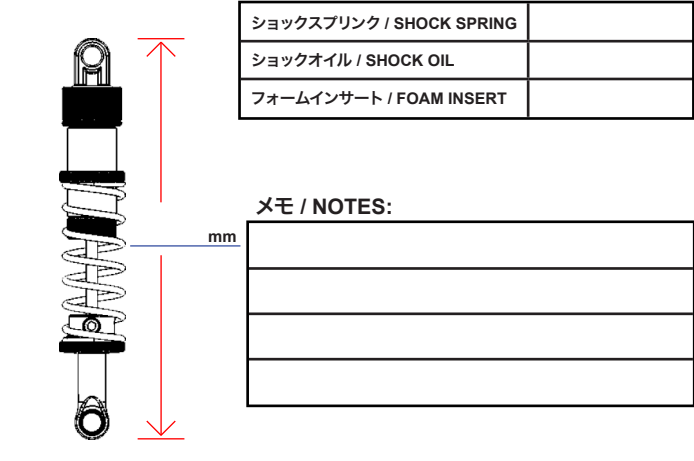 ショックスプリンク / SHOCK SPRING
ショックオイル / SHOCK OIL
フォームインサート / FOAM INSERT
メモ / NOTES:
mm